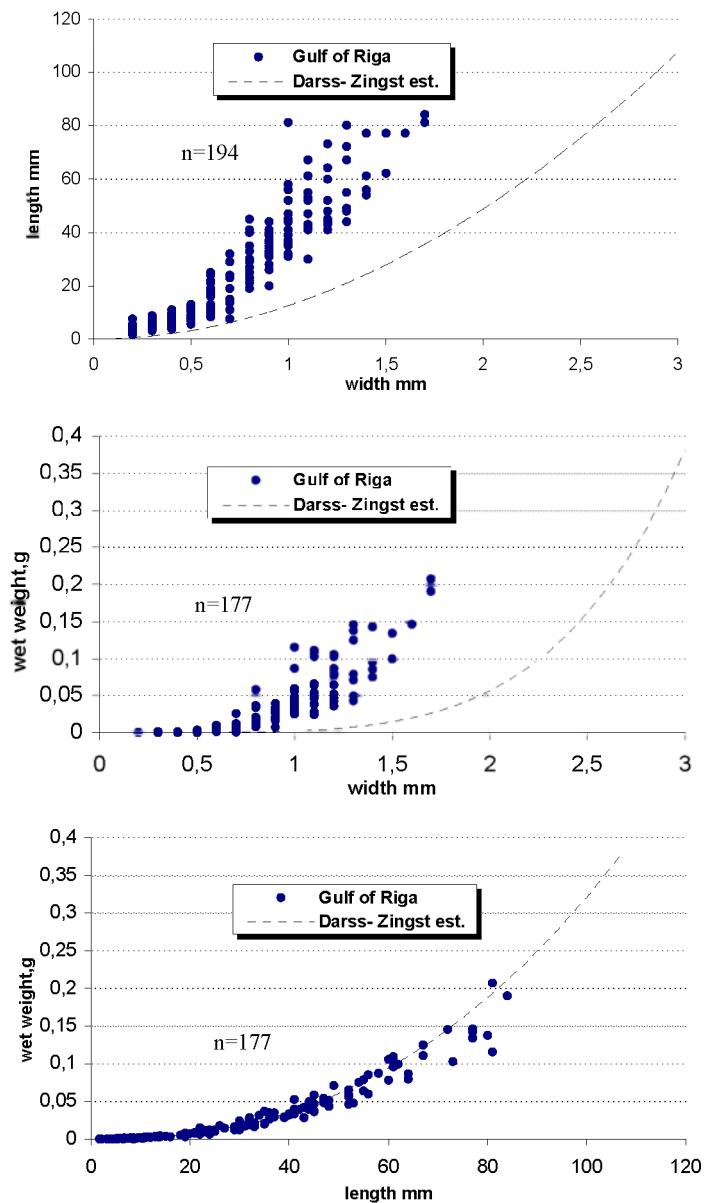 120
100
80
60
40
20
0
length mm
Gulf of Riga
Darss- Zingst est.
n=194
0 0,5 1 1,5 2 2,5 3
width mm
0,4
0,35
0,3
0,25
0,2
0,15
0,1
0,05
0
wet weight,g
Gulf of Riga
Darss- Zingst est.
n=177
0 0,5 1 1,5 2 2,5 3
width mm
0,4
0,35
0,3
0,25
0,2
0,15
0,1
0,05
0
wet weight,g
Gulf of Riga
Darss- Zingst est.
n=177
0 20 40 60 80 100 120
length mm